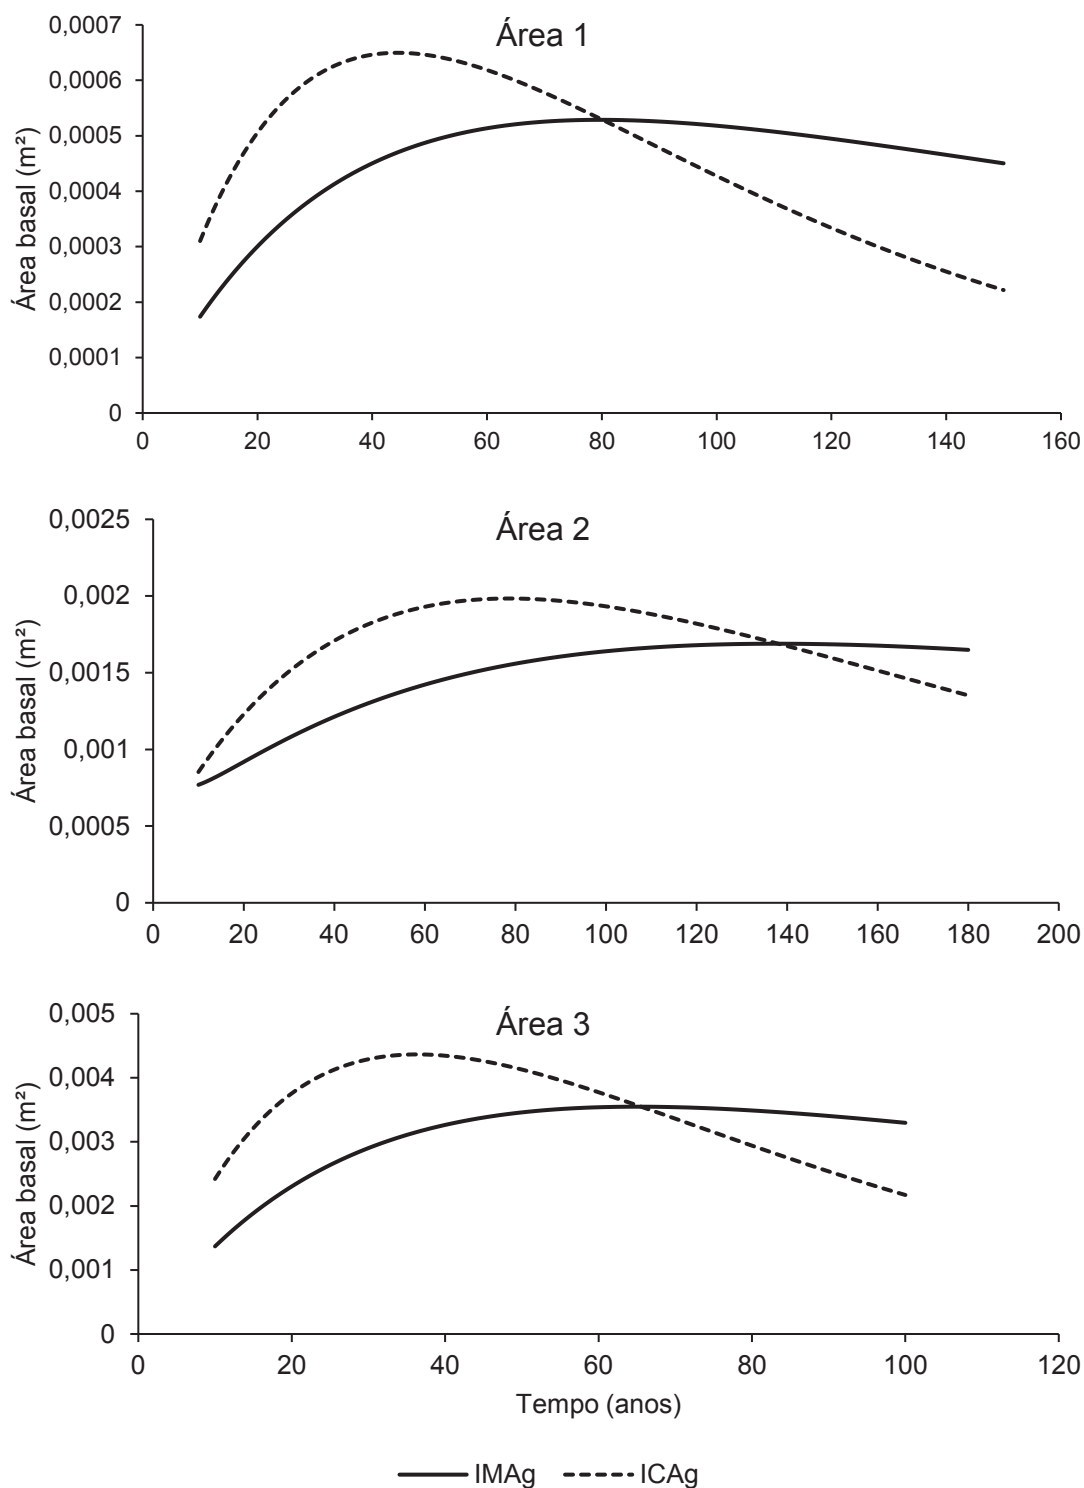 Área 1
Área basal (m²)
0,0007
0,0006
0,0005
0,0004
0,0003
0,0002
0,0001
0
0 20 40 60 80 100 120 140 160
Área 2
Área basal (m²)
0,0025
0,002
0,0015
0,001
0,0005
0
0 20 40 60 80 100 120 140 160 180 200
Área 3
Área basal (m²)
0,005
0,004
0,003
0,002
0,001
0
0 20 40 60 80 100 120
Tempo (anos)
IMAg ICAg